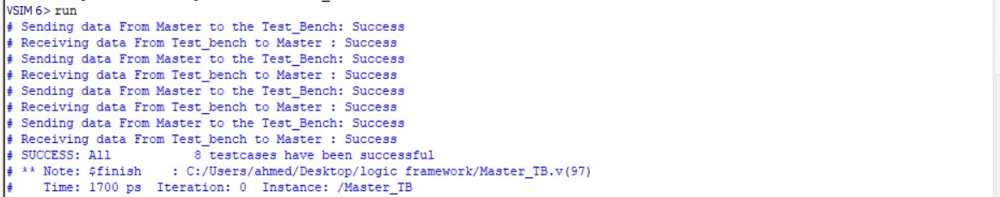 VSIM 6> run
# Sending data From Master to the Test_Bench: Success
# Receiving data From Test_bench to Master : Success
# Sending data From Master to the Test_Bench: Success
# Receiving data From Test_bench to Master : Success
# Sending data From Master to the Test_Bench: Success
# Receiving data From Test_bench to Master : Success
# Sending data From Master to the Test_Bench: Success
# Receiving data From Test_bench to Master : Success
# SUCCESS: All          8 testcases have been successful
# ** Note: $finish    : C:/Users/ahmed/Desktop/logic framework/Master_TB.v(97)
#    Time: 1700 ps  Iteration: 0  Instance: /Master_TB